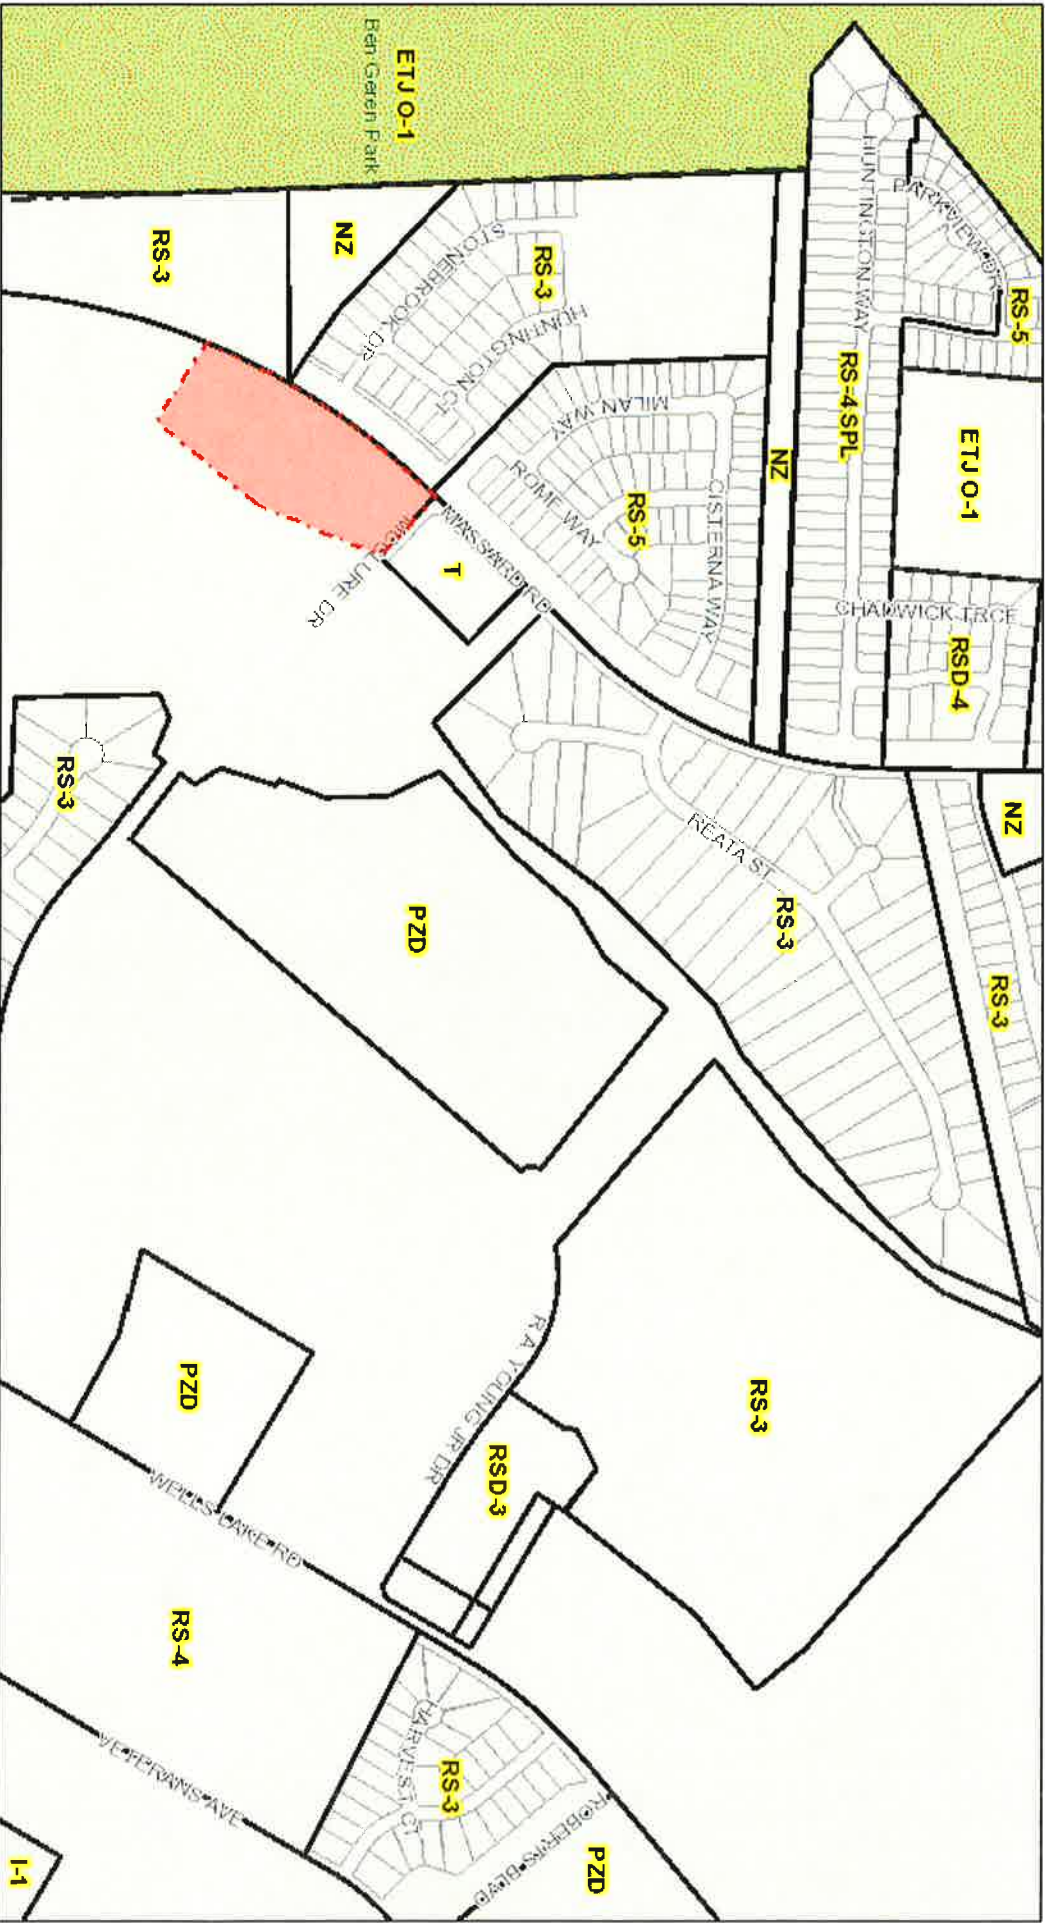 ETJ O-1
Ben Geren Park
RS-3
NZ
STONEBROOK DR
RS-3
HUNTINGTON CT
HUNTINGTON WAY
PARKVIEW DR
RS-5
RS-4 SPL
ETJ O-1
NZ
MILAN WAY
ROME WAY
RS-5
CISTERNA WAY
CHADWICK TRCE
RSD-4
MASSARD RD
T
MCCLURE DR
RS-3
NZ
REATA ST
RS-3
RS-3
PZD
PZD
RS-3
R.A. YOUNG JR DR
RSD-3
WELLS LAKE RD
RS-4
HARVEST CT
RS-3
ROBERTS BLVD
PZD
VETERANS AVE
I-1